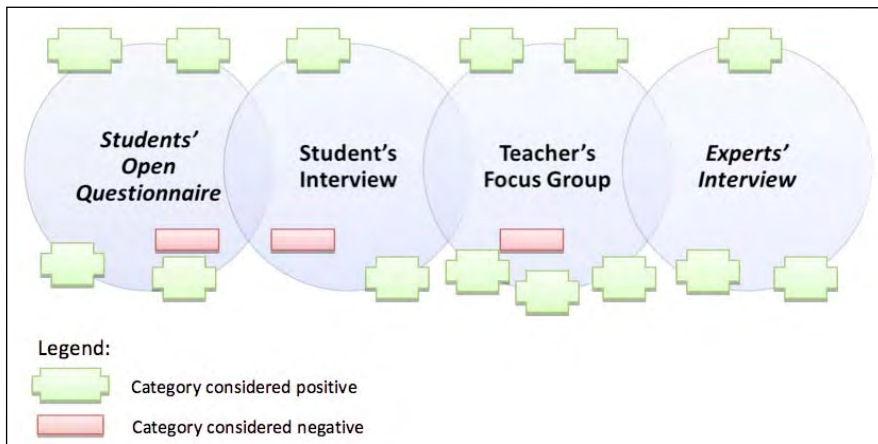 Students'
Open
Questionnaire
Student's
Interview
Teacher's
Focus Group
Experts'
Interview
Legend:
Category considered positive
Category considered negative